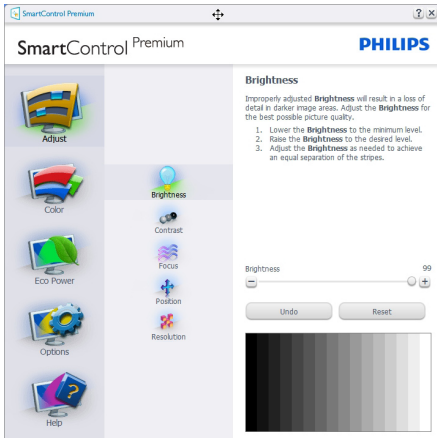 SmartControl Premium
SmartControl Premium
PHILIPS
Adjust
Color
Eco Power
Options
Help
Brightness
Contrast
Focus
Position
Resolution
Brightness
Improperly adjusted Brightness will result in a loss of
detail in darker image areas. Adjust the Brightness for
the best possible picture quality.
1. Lower the Brightness to the minimum level.
2. Raise the Brightness to the desired level.
3. Adjust the Brightness as needed to achieve
an equal separation of the stripes.
Brightness 99
Undo Reset